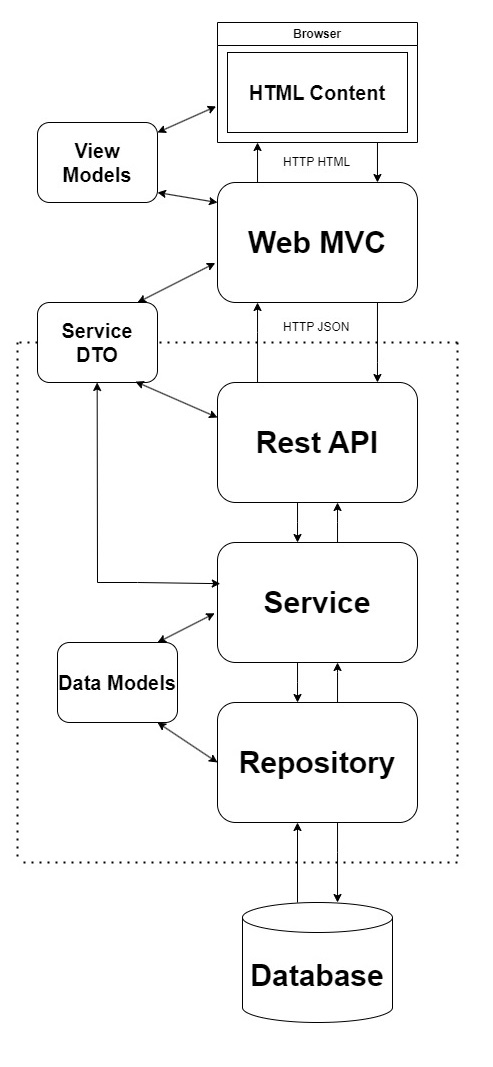 Browser
HTML Content
View
Models
HTTP HTML
Web MVC
Service
DTO
HTTP JSON
Rest API
Service
Data Models
Repository
Database